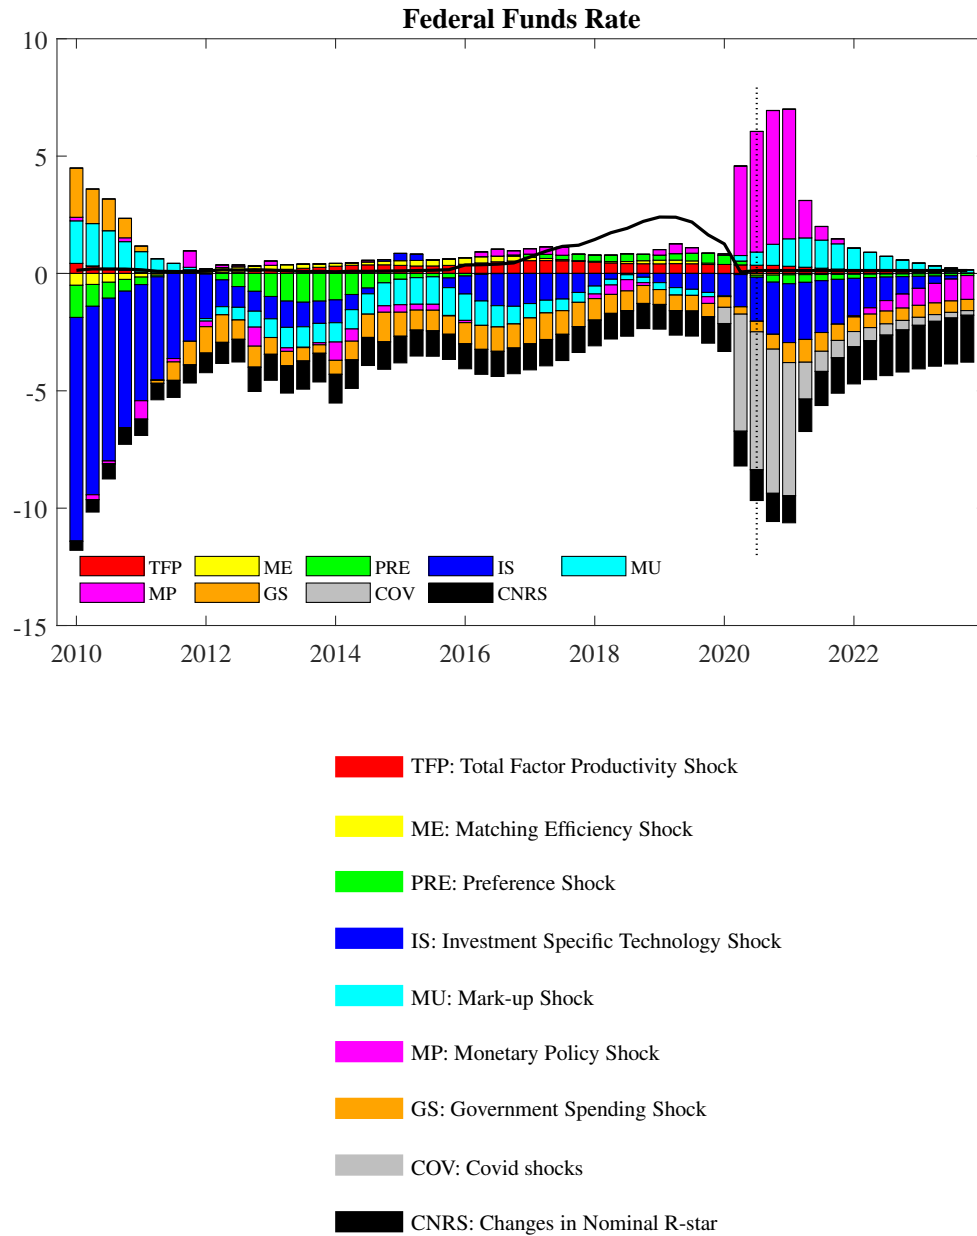 Federal Funds Rate
10
5
0
-5
-10
-15
TFP ME PRE IS MU
MP GS COV CNRS
2010 2012 2014 2016 2018 2020 2022
TFP: Total Factor Productivity Shock
ME: Matching Efficiency Shock
PRE: Preference Shock
IS: Investment Specific Technology Shock
MU: Mark-up Shock
MP: Monetary Policy Shock
GS: Government Spending Shock
COV: Covid shocks
CNRS: Changes in Nominal R-star